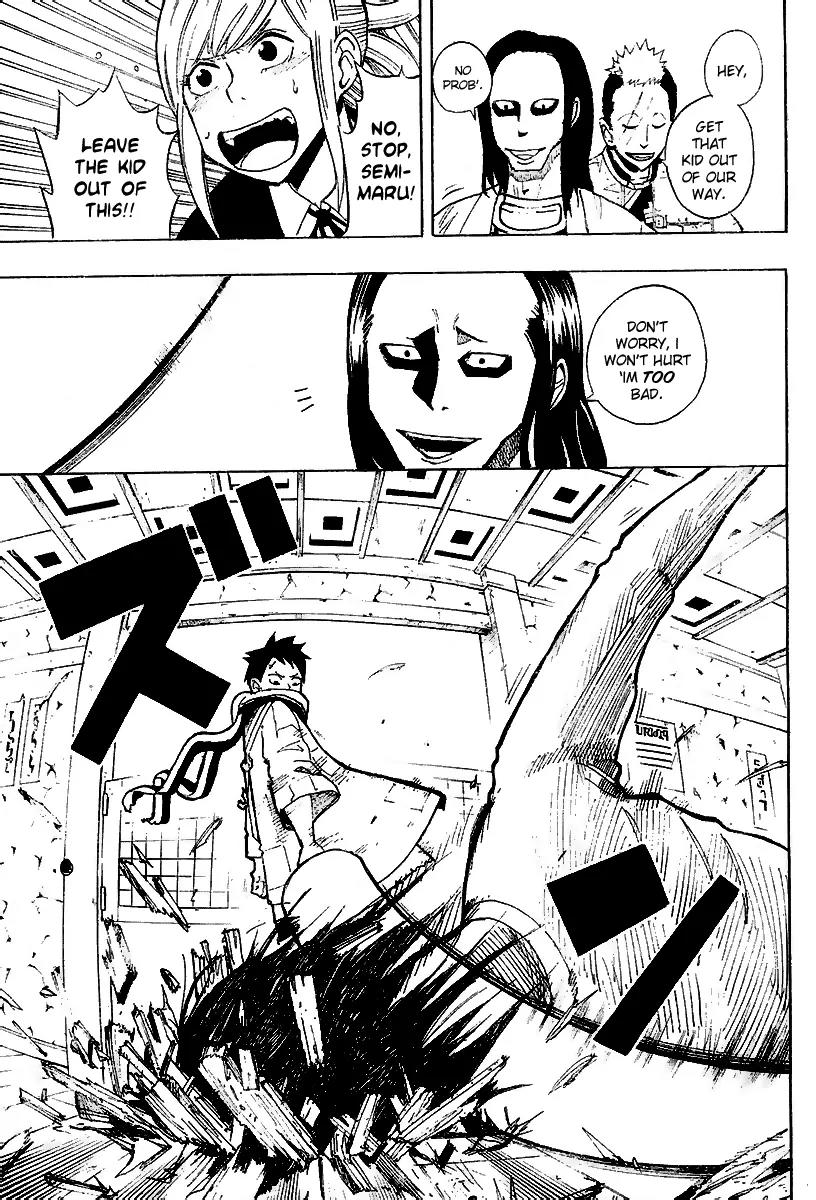 HEY,
GET
THAT
KID OUT
OF OUR
WAY.
NO
PROB'.
NO,
STOP,
SEMI-
MARU!
LEAVE
THE KID
OUT OF
THIS!!
DON'T
WORRY, I
WON'T HURT
'IM TOO
BAD.
ズン